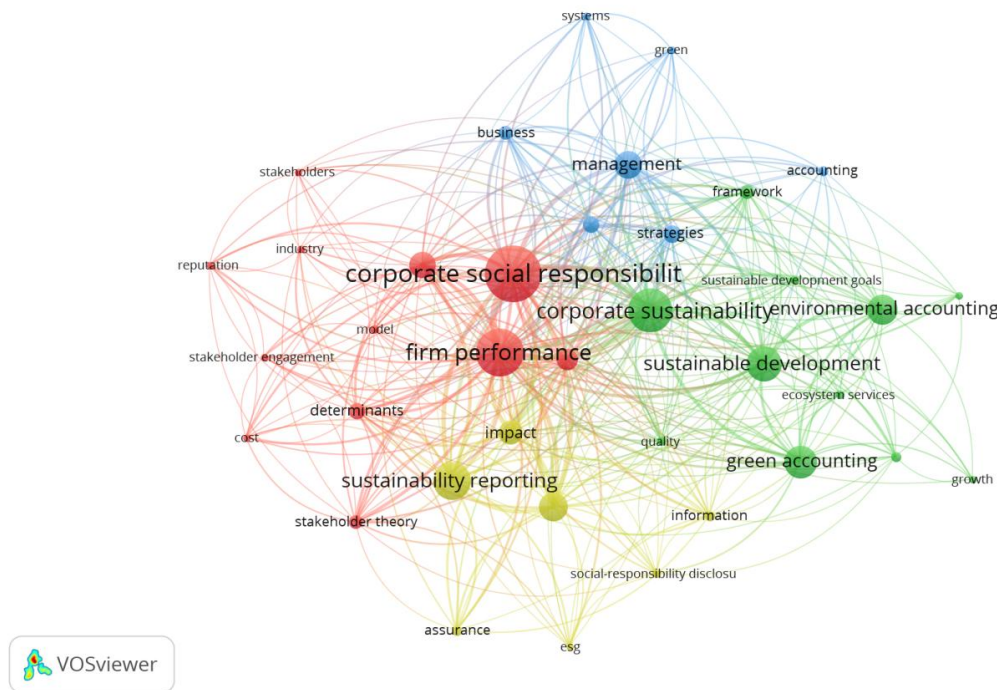 systems
green
business
management
stakeholders
accounting
framework
strategies
industry
reputation
corporate social responsibilit
sustainable development goals
corporate sustainability
environmental accounting
model
firm performance
stakeholder engagement
sustainable development
ecosystem services
determinants
impact
cost
quality
green accounting
sustainability reporting
growth
stakeholder theory
information
social-responsibility disclosu
assurance
esg
VOSviewer